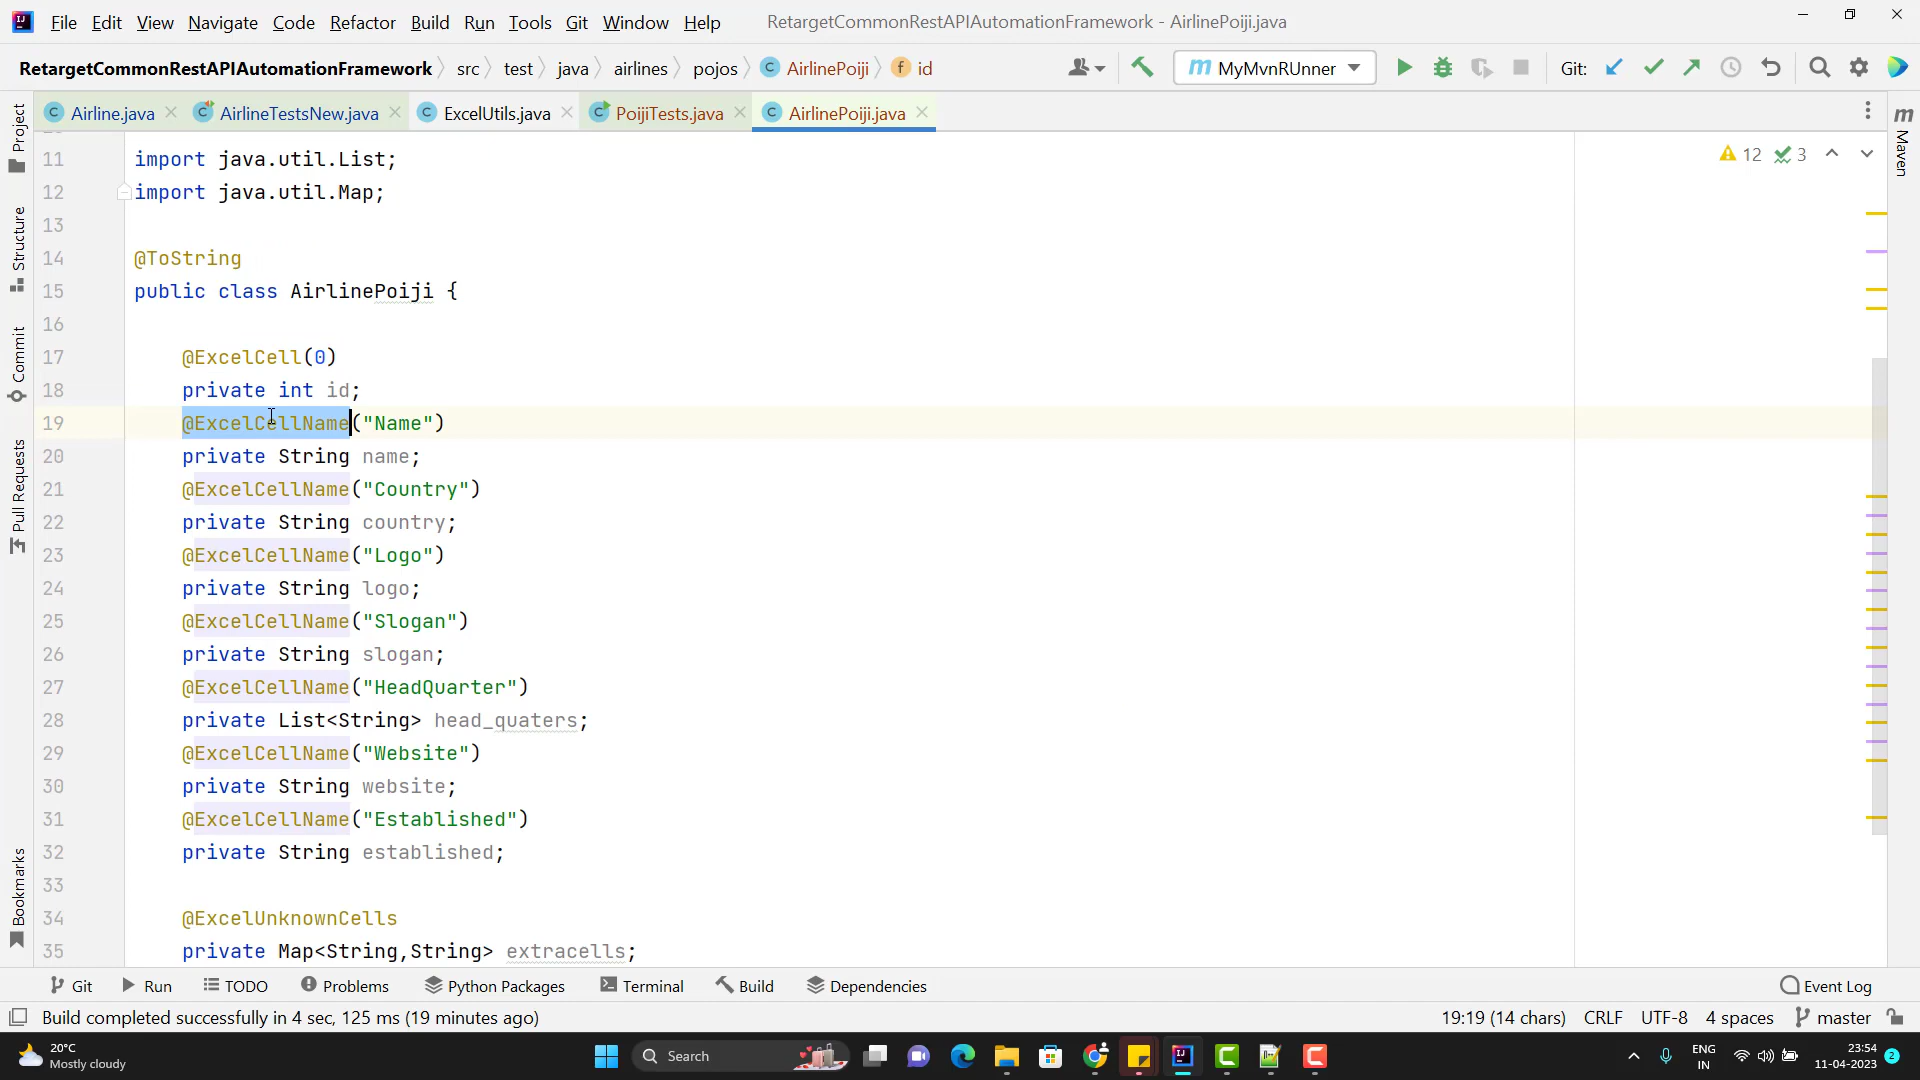 File Edit View Navigate Code Refactor Build Run Tools Git Window Help RetargetCommonRestAPIAutomationFramework - AirlinePoiji.java
RetargetCommonRestAPIAutomationFramework src test java airlines pojos AirlinePoiji id MyMvnRUnner Git:
Airline.java AirlineTestsNew.java ExcelUtils.java PoijiTests.java AirlinePoiji.java
Project
Structure
Commit
Pull Requests
Bookmarks
Maven
12 3
11 import java.util.List;
12 import java.util.Map;
13
14 @ToString
15 public class AirlinePoiji {
16
17 @ExcelCell(0)
18 private int id;
19 @ExcelCellName("Name")
20 private String name;
21 @ExcelCellName("Country")
22 private String country;
23 @ExcelCellName("Logo")
24 private String logo;
25 @ExcelCellName("Slogan")
26 private String slogan;
27 @ExcelCellName("HeadQuarter")
28 private List<String> head_quaters;
29 @ExcelCellName("Website")
30 private String website;
31 @ExcelCellName("Established")
32 private String established;
33
34 @ExcelUnknownCells
35 private Map<String,String> extracells;
Git Run TODO Problems Python Packages Terminal Build Dependencies Event Log
Build completed successfully in 4 sec, 125 ms (19 minutes ago) 19:19 (14 chars) CRLF UTF-8 4 spaces master
20°C
Mostly cloudy
Search
ENG
IN
23:54
11-04-2023
2